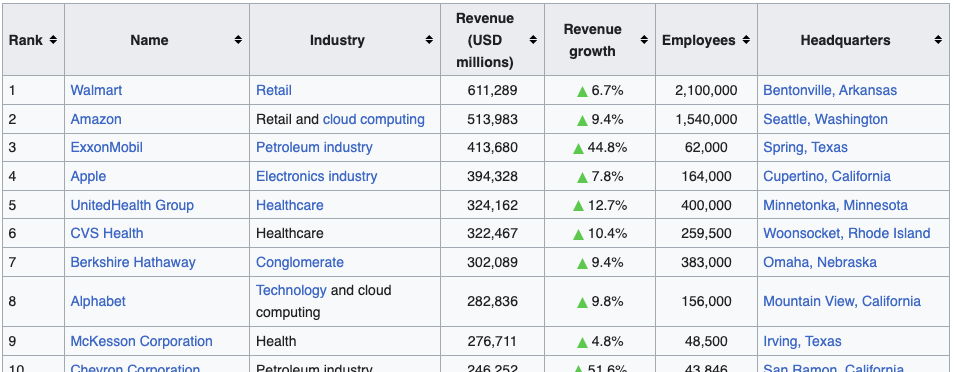 Rank Name Industry Revenue (USD millions) Revenue growth Employees Headquarters
1 Walmart Retail 611,289 ▲ 6.7% 2,100,000 Bentonville, Arkansas
2 Amazon Retail and cloud computing 513,983 ▲ 9.4% 1,540,000 Seattle, Washington
3 ExxonMobil Petroleum industry 413,680 ▲ 44.8% 62,000 Spring, Texas
4 Apple Electronics industry 394,328 ▲ 7.8% 164,000 Cupertino, California
5 UnitedHealth Group Healthcare 324,162 ▲ 12.7% 400,000 Minnetonka, Minnesota
6 CVS Health Healthcare 322,467 ▲ 10.4% 259,500 Woonsocket, Rhode Island
7 Berkshire Hathaway Conglomerate 302,089 ▲ 9.4% 383,000 Omaha, Nebraska
8 Alphabet Technology and cloud computing 282,836 ▲ 9.8% 156,000 Mountain View, California
9 McKesson Corporation Health 276,711 ▲ 4.8% 48,500 Irving, Texas
10 Chevron Corporation Petroleum industry 246,252 ▲ 51.6% 43,846 San Ramon, California